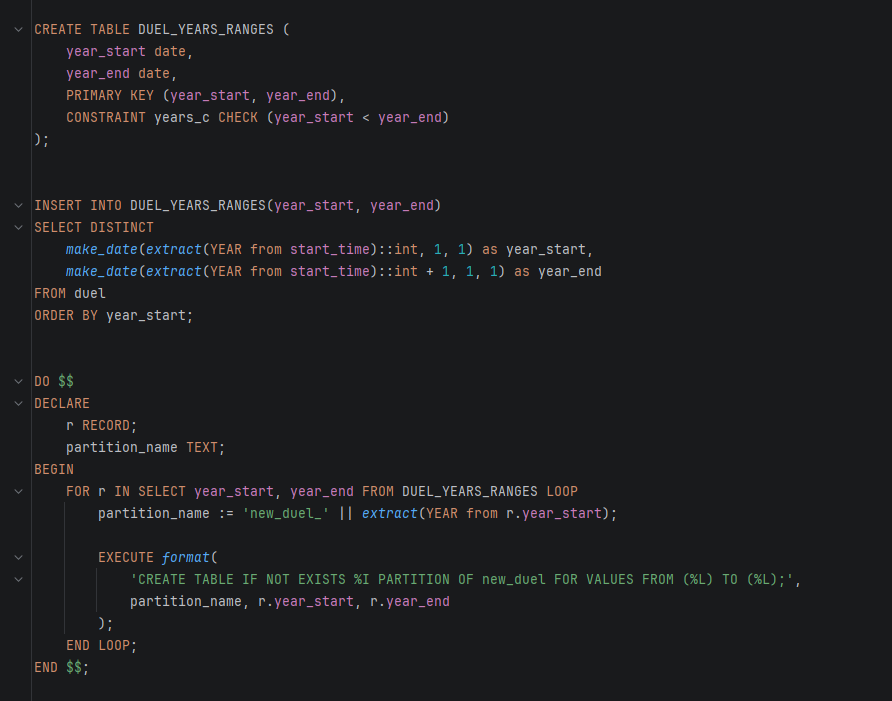 CREATE TABLE DUEL_YEARS_RANGES (
    year_start date,
    year_end date,
    PRIMARY KEY (year_start, year_end),
    CONSTRAINT years_c CHECK (year_start < year_end)
);
INSERT INTO DUEL_YEARS_RANGES(year_start, year_end)
SELECT DISTINCT
    make_date(extract(YEAR from start_time)::int, 1, 1) as year_start,
    make_date(extract(YEAR from start_time)::int + 1, 1, 1) as year_end
FROM duel
ORDER BY year_start;
DO $$
DECLARE
    r RECORD;
    partition_name TEXT;
BEGIN
    FOR r IN SELECT year_start, year_end FROM DUEL_YEARS_RANGES LOOP
        partition_name := 'new_duel_' || extract(YEAR from r.year_start);
        EXECUTE format(
            'CREATE TABLE IF NOT EXISTS %I PARTITION OF new_duel FOR VALUES FROM (%L) TO (%L);',
            partition_name, r.year_start, r.year_end
        );
    END LOOP;
END $$;